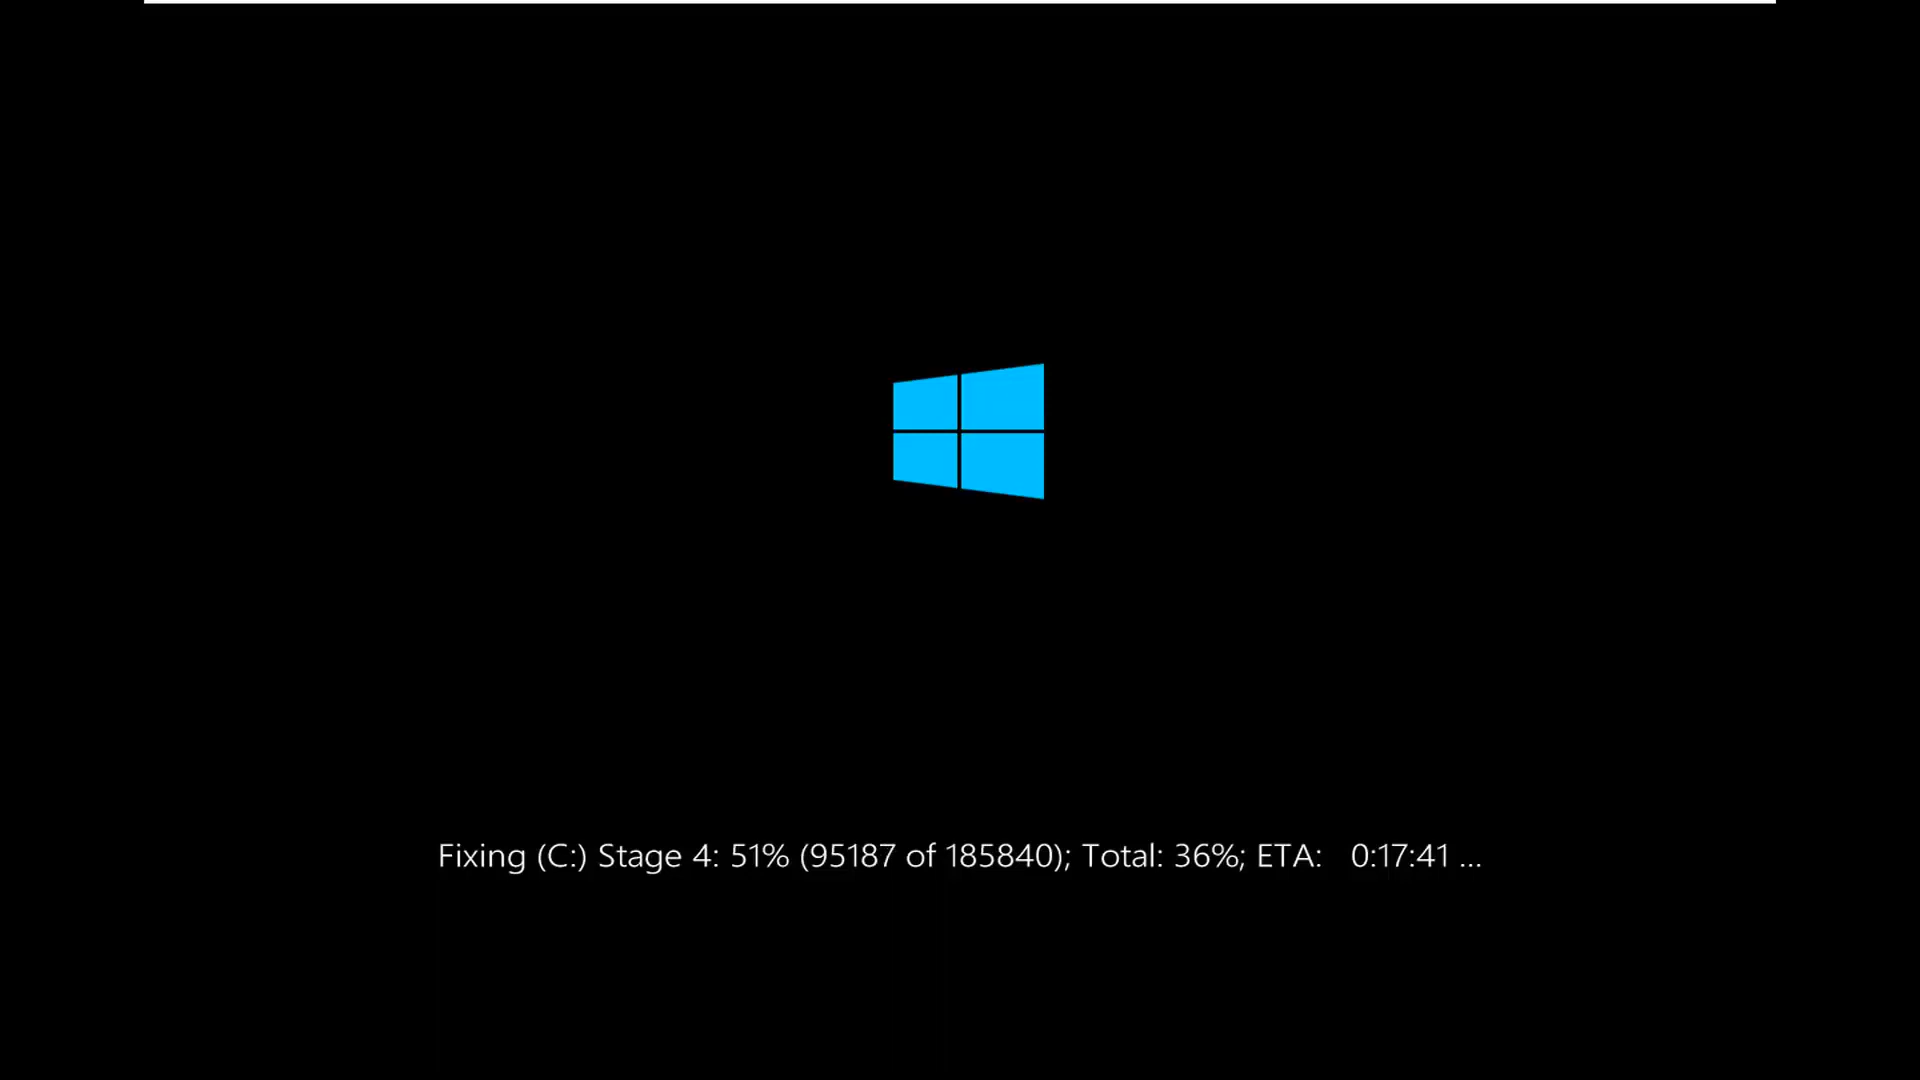 Fixing (C:) Stage 4: 51% (95187 of 185840); Total: 36%; ETA:   0:17:41 ...